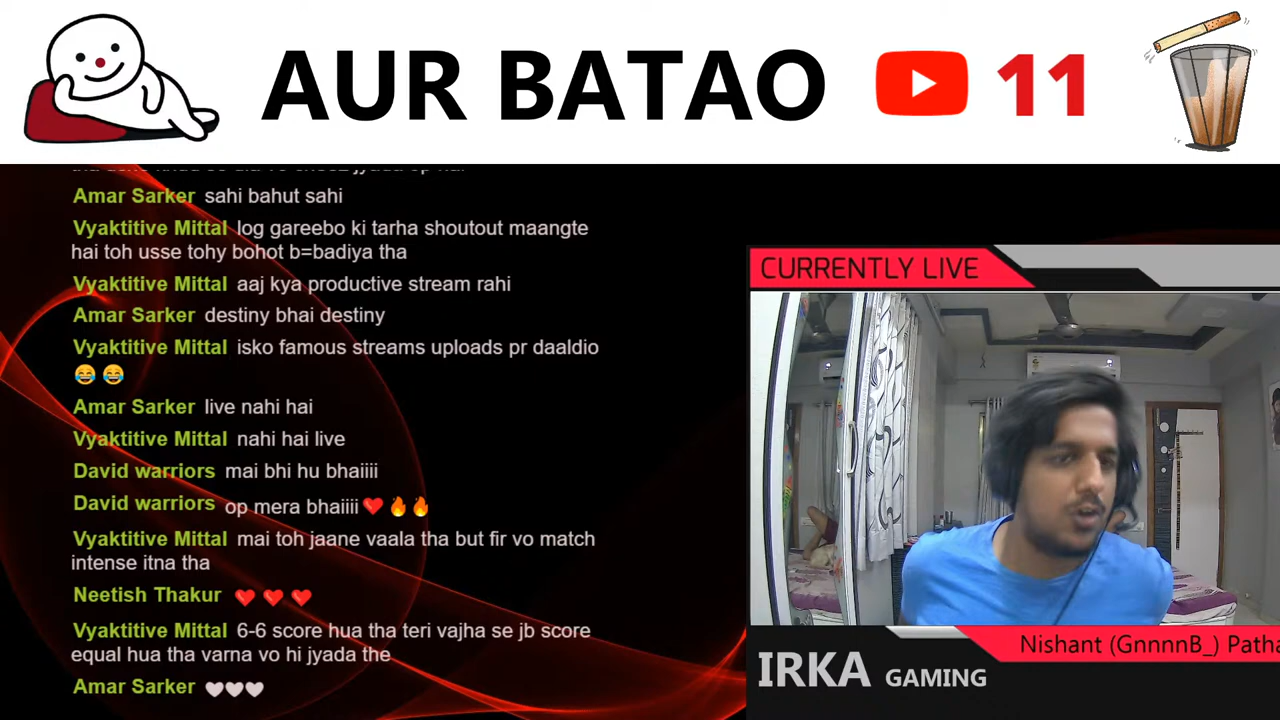 AUR BATAO 11
Amar Sarker sahi bahut sahi
Vyaktitive Mittal log gareebo ki tarha shoutout maangte
hai toh usse tohy bohot b=badiya tha
Vyaktitive Mittal aaj kya productive stream rahi
Amar Sarker destiny bhai destiny
Vyaktitive Mittal isko famous streams uploads pr daaldio
😂 😂
Amar Sarker live nahi hai
Vyaktitive Mittal nahi hai live
David warriors mai bhi hu bhaiiii
David warriors op mera bhaiiii❤️🔥🔥
Vyaktitive Mittal mai toh jaane vaala tha but fir vo match
intense itna tha
Neetish Thakur ❤️ ❤️ ❤️
Vyaktitive Mittal 6-6 score hua tha teri vajha se jb score
equal hua tha varna vo hi jyada the
Amar Sarker 🤍🤍🤍
CURRENTLY LIVE
Nishant (GnnnnB_) Patha
IRKA GAMING